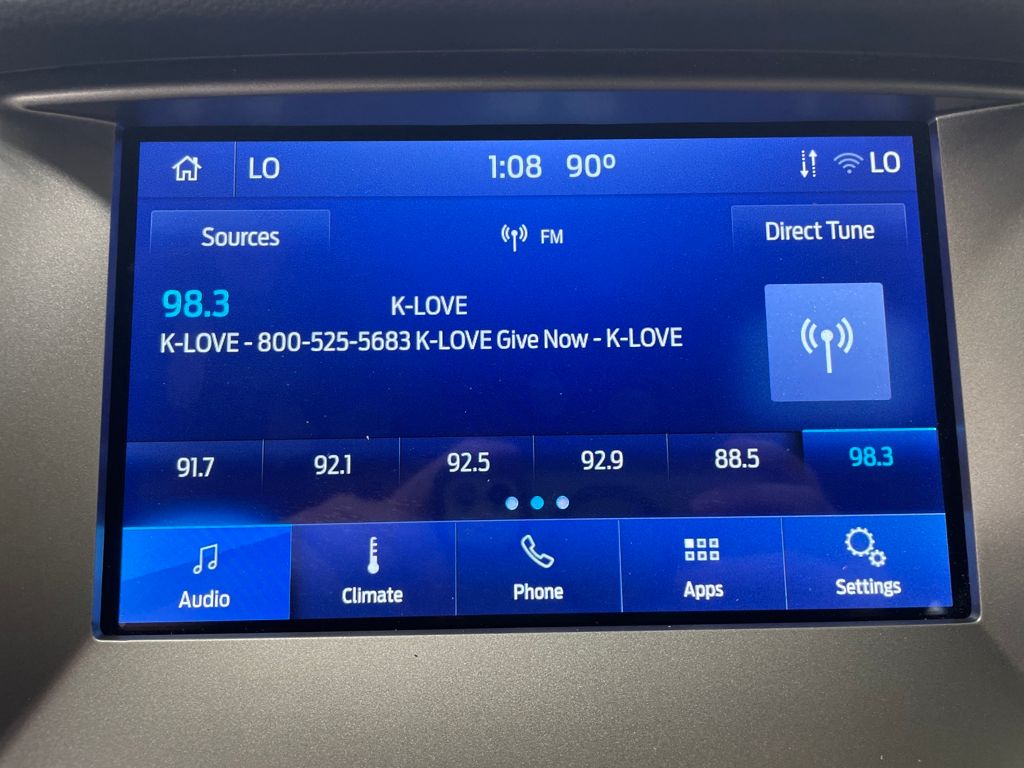 LO 1:08 90° LO
Sources FM Direct Tune
98.3 K-LOVE
K-LOVE - 800-525-5683 K-LOVE Give Now - K-LOVE
91.7 92.1 92.5 92.9 88.5 98.3
Audio Climate Phone Apps Settings